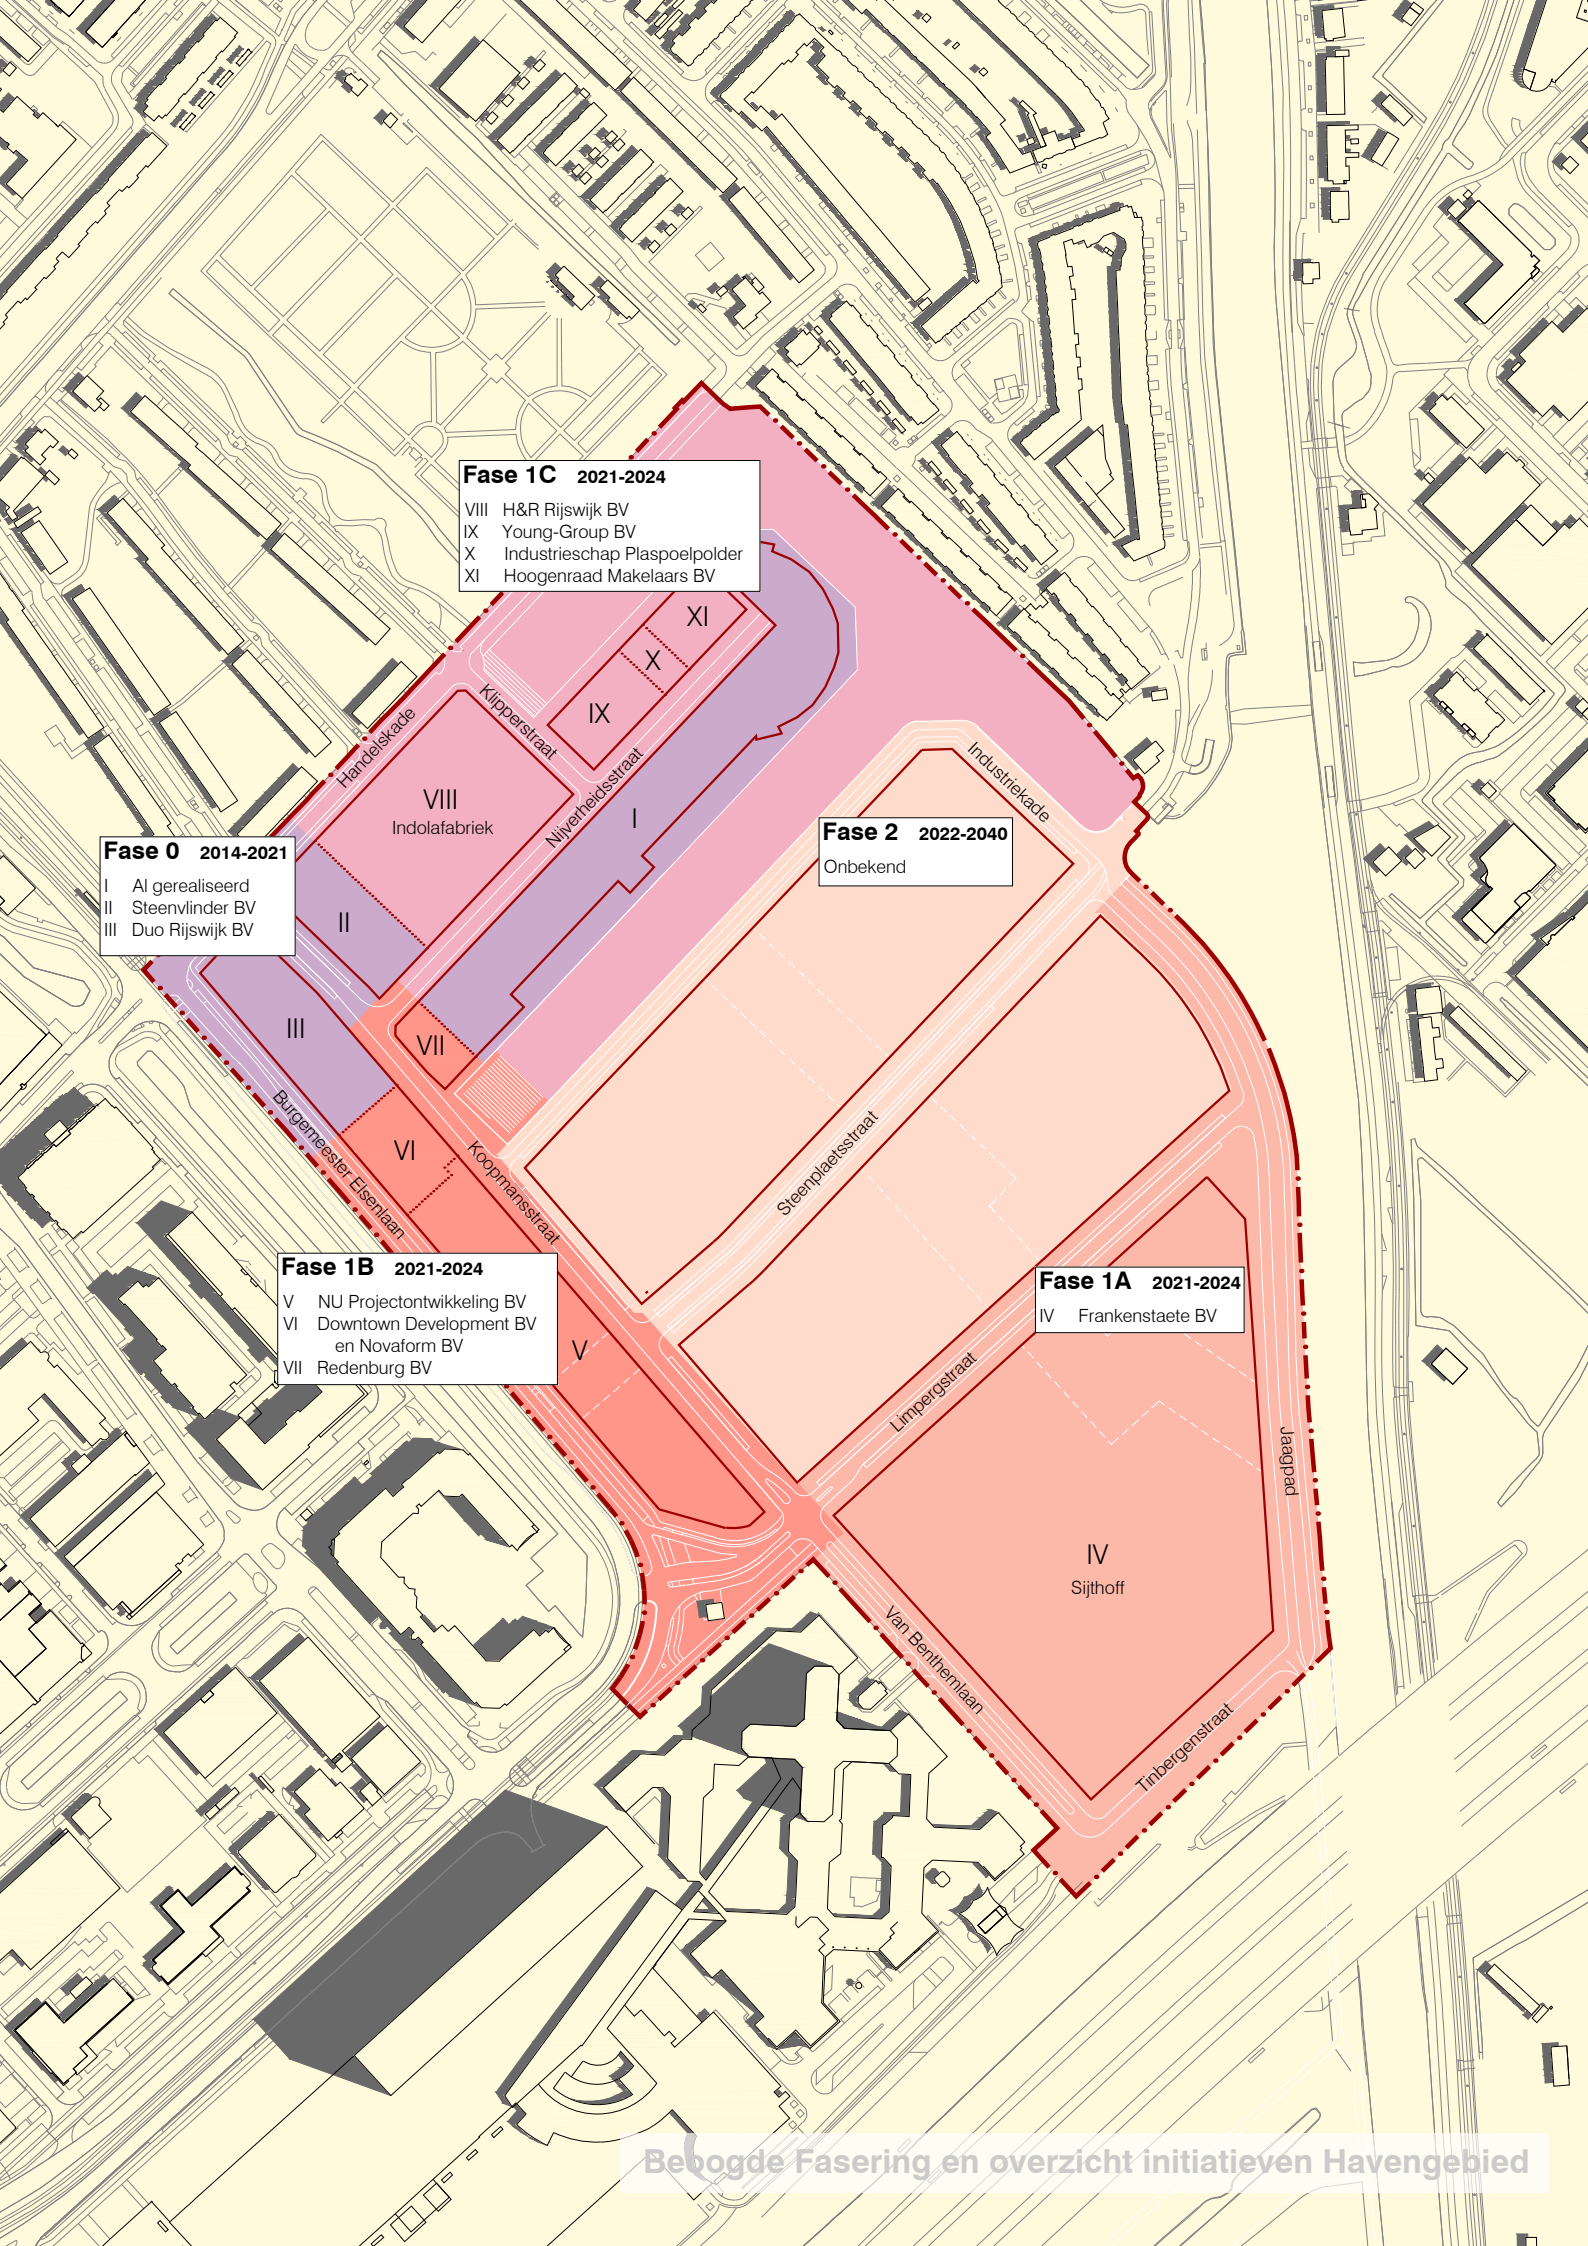 Fase 1C 2021-2024
VIII H&R Rijswijk BV
IX Young-Group BV
X Industrieschap Plaspoelpolder
XI Hoogenraad Makelaars BV
XI
X
IX
Klipperstraat
Handelskade
Nijverheidsstraat
VIII
Indolafabriek
I
Industriekade
Fase 2 2022-2040
Onbekend
Fase 0 2014-2021
I Al gerealiseerd
II Steenvlinder BV
III Duo Rijswijk BV
II
III
VII
VI
Burgemeester Elsenlaan
Koopmansstraat
Steenplaetsstraat
Fase 1B 2021-2024
V NU Projectontwikkeling BV
VI Downtown Development BV
en Novaform BV
VII Redenburg BV
V
Fase 1A 2021-2024
IV Frankenstaete BV
Limpergstraat
Jaagpad
IV
Sijthoff
Van Benthemlaan
Tinbergenstraat
Beoogde Fasering en overzicht initiatieven Havengebied